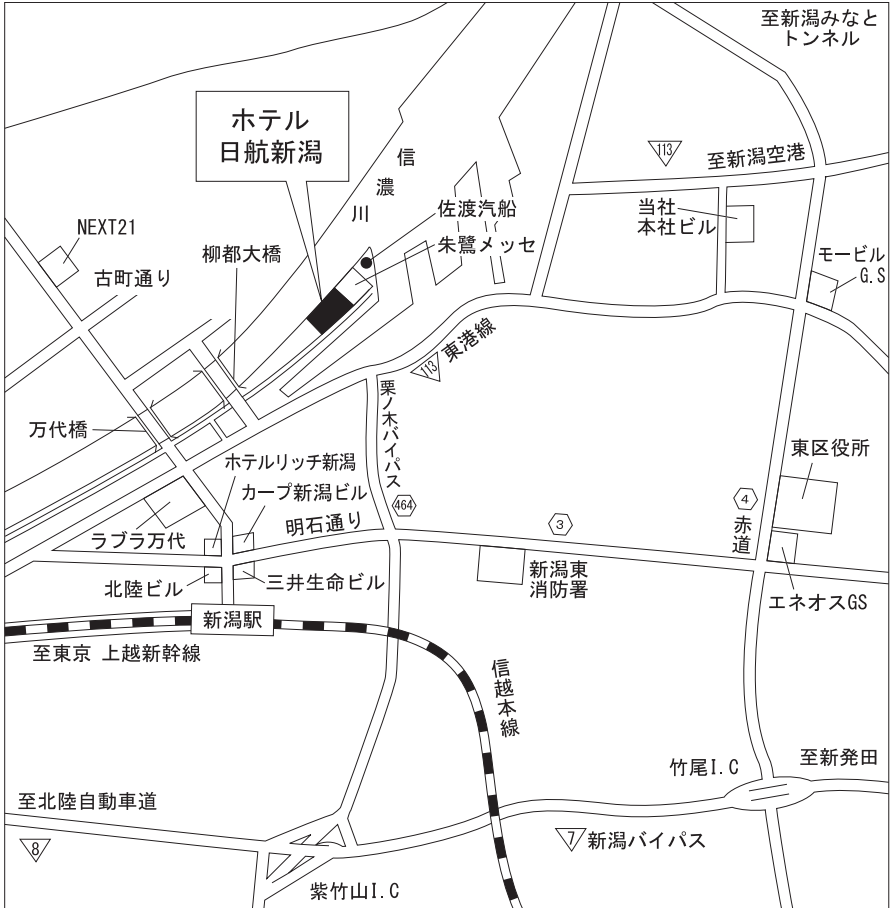 至新潟みなと
トンネル
ホテル
日航新潟
113
至新潟空港
信濃川
佐渡汽船
当社
本社ビル
朱鷺メッセ
NEXT21
柳都大橋
モービル
G.S
古町通り
113
東港線
栗ノ木バイパス
万代橋
東区役所
ホテルリッチ新潟
カープ新潟ビル
464
4
赤道
明石通り
3
ラブラ万代
新潟東
消防署
北陸ビル
三井生命ビル
エネオスGS
新潟駅
至東京 上越新幹線
信越本線
竹尾I.C
至新発田
至北陸自動車道
8
7
新潟バイパス
紫竹山I.C